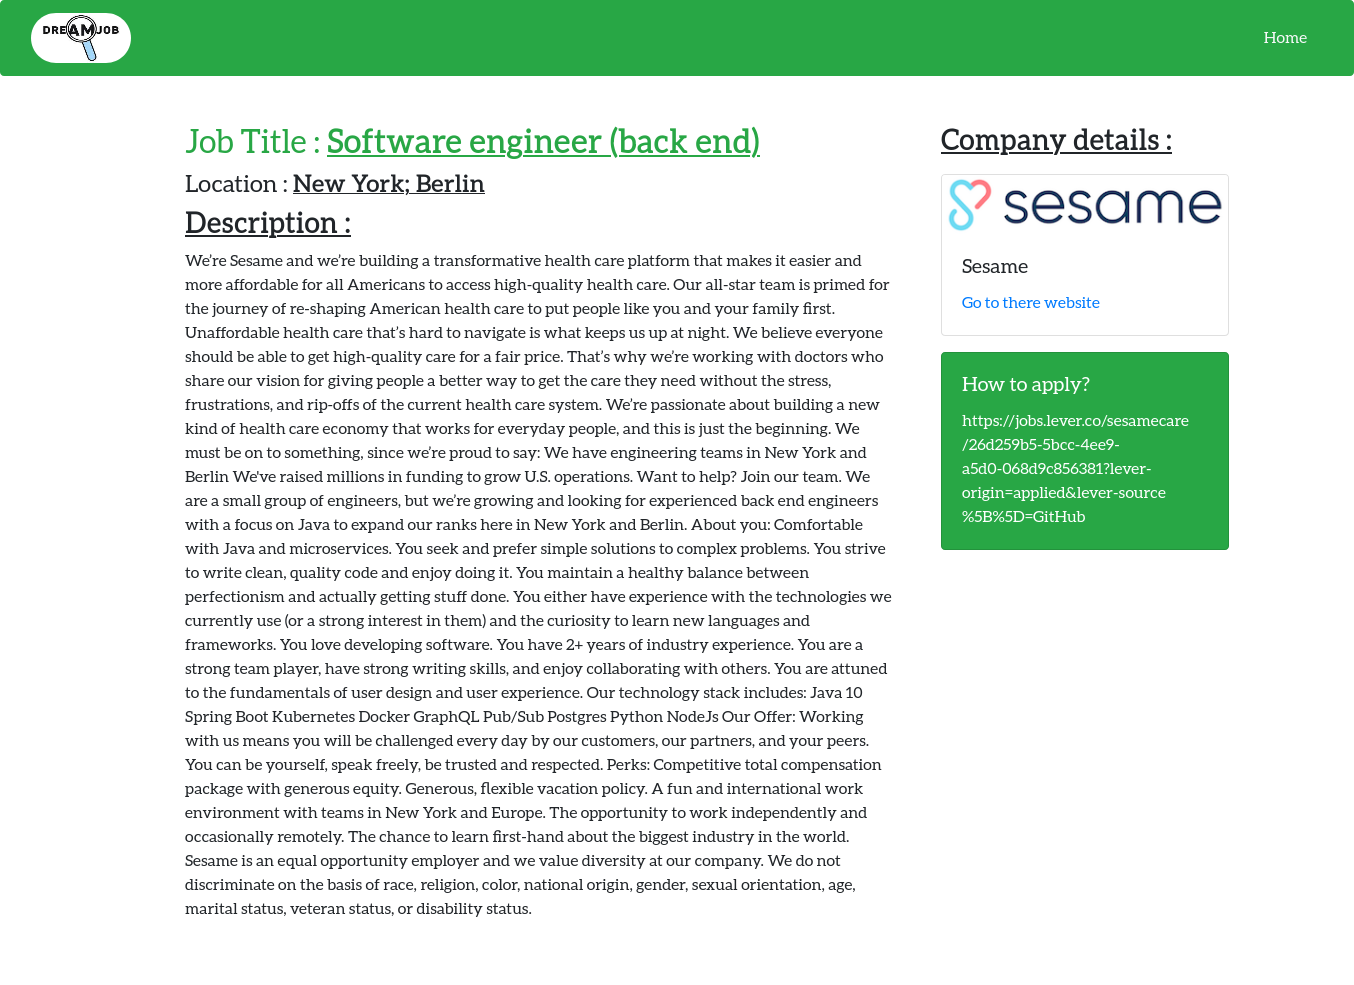 DREAMJOB
Home
Job Title : Software engineer (back end)
Location : New York; Berlin
Description :
We’re Sesame and we’re building a transformative health care platform that makes it easier and
more affordable for all Americans to access high-quality health care. Our all-star team is primed for
the journey of re-shaping American health care to put people like you and your family first.
Unaffordable health care that’s hard to navigate is what keeps us up at night. We believe everyone
should be able to get high-quality care for a fair price. That’s why we’re working with doctors who
share our vision for giving people a better way to get the care they need without the stress,
frustrations, and rip-offs of the current health care system. We’re passionate about building a new
kind of health care economy that works for everyday people, and this is just the beginning. We
must be on to something, since we’re proud to say: We have engineering teams in New York and
Berlin We've raised millions in funding to grow U.S. operations. Want to help? Join our team. We
are a small group of engineers, but we’re growing and looking for experienced back end engineers
with a focus on Java to expand our ranks here in New York and Berlin. About you: Comfortable
with Java and microservices. You seek and prefer simple solutions to complex problems. You strive
to write clean, quality code and enjoy doing it. You maintain a healthy balance between
perfectionism and actually getting stuff done. You either have experience with the technologies we
currently use (or a strong interest in them) and the curiosity to learn new languages and
frameworks. You love developing software. You have 2+ years of industry experience. You are a
strong team player, have strong writing skills, and enjoy collaborating with others. You are attuned
to the fundamentals of user design and user experience. Our technology stack includes: Java 10
Spring Boot Kubernetes Docker GraphQL Pub/Sub Postgres Python NodeJs Our Offer: Working
with us means you will be challenged every day by our customers, our partners, and your peers.
You can be yourself, speak freely, be trusted and respected. Perks: Competitive total compensation
package with generous equity. Generous, flexible vacation policy. A fun and international work
environment with teams in New York and Europe. The opportunity to work independently and
occasionally remotely. The chance to learn first-hand about the biggest industry in the world.
Sesame is an equal opportunity employer and we value diversity at our company. We do not
discriminate on the basis of race, religion, color, national origin, gender, sexual orientation, age,
marital status, veteran status, or disability status.
Company details :
sesame
Sesame
Go to there website
How to apply?
https://jobs.lever.co/sesamecare
/26d259b5-5bcc-4ee9-
a5d0-068d9c856381?lever-
origin=applied&lever-source
%5B%5D=GitHub